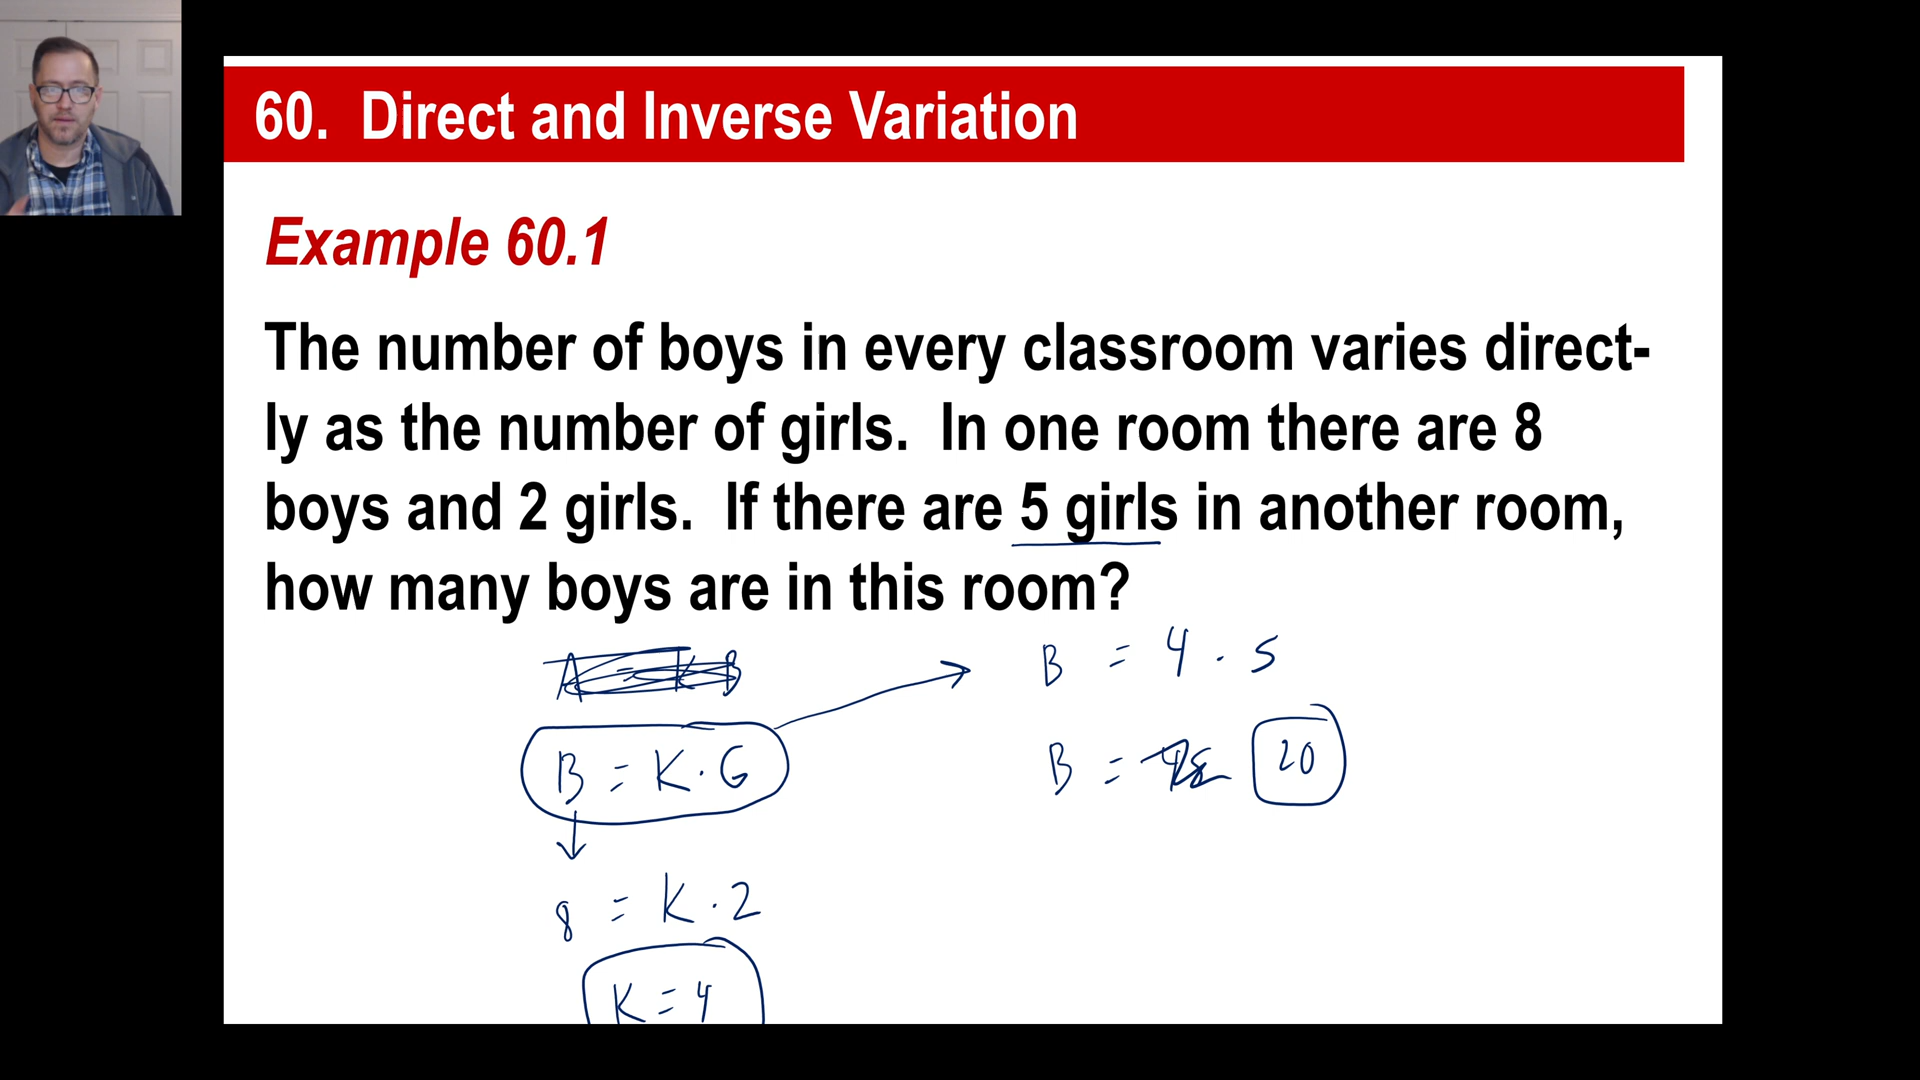 60. Direct and Inverse Variation
Example 60.1
The number of boys in every classroom varies direct-
ly as the number of girls. In one room there are 8
boys and 2 girls. If there are 5 girls in another room,
how many boys are in this room?
A = K B
B = 4 . 5
B = K . G
B = 20
8 = K . 2
K = 4